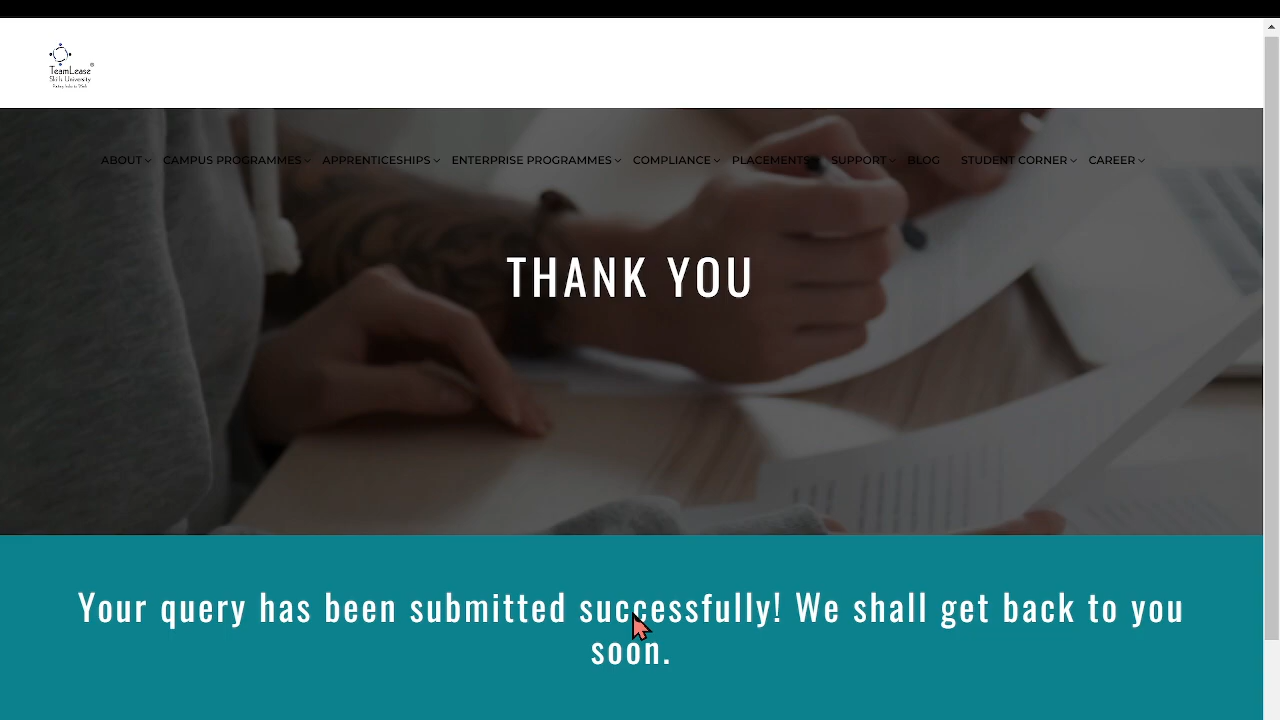 TeamLease®
Skills University
ABOUT CAMPUS PROGRAMMES APPRENTICESHIPS ENTERPRISE PROGRAMMES COMPLIANCE PLACEMENTS SUPPORT BLOG STUDENT CORNER CAREER
THANK YOU
Your query has been submitted successfully! We shall get back to you
soon.